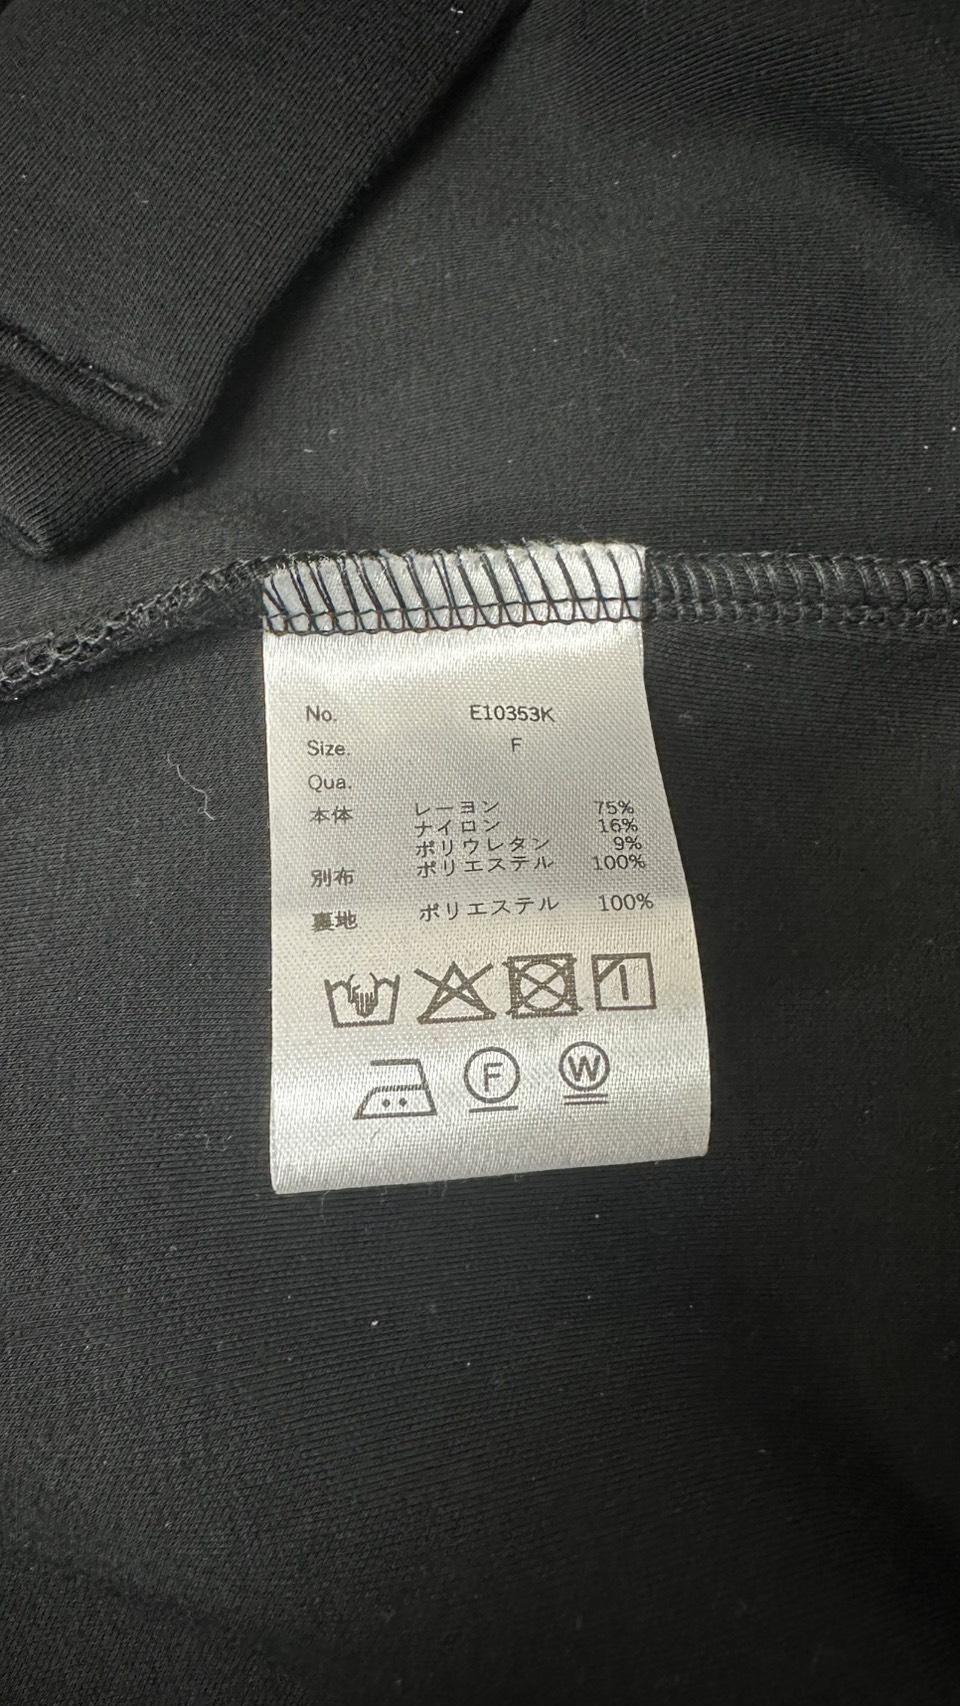 No. E10353K
Size. F
Qua.
本体 レーヨン 75%
ナイロン 16%
ポリウレタン 9%
別布 ポリエステル 100%
裏地 ポリエステル 100%
F W